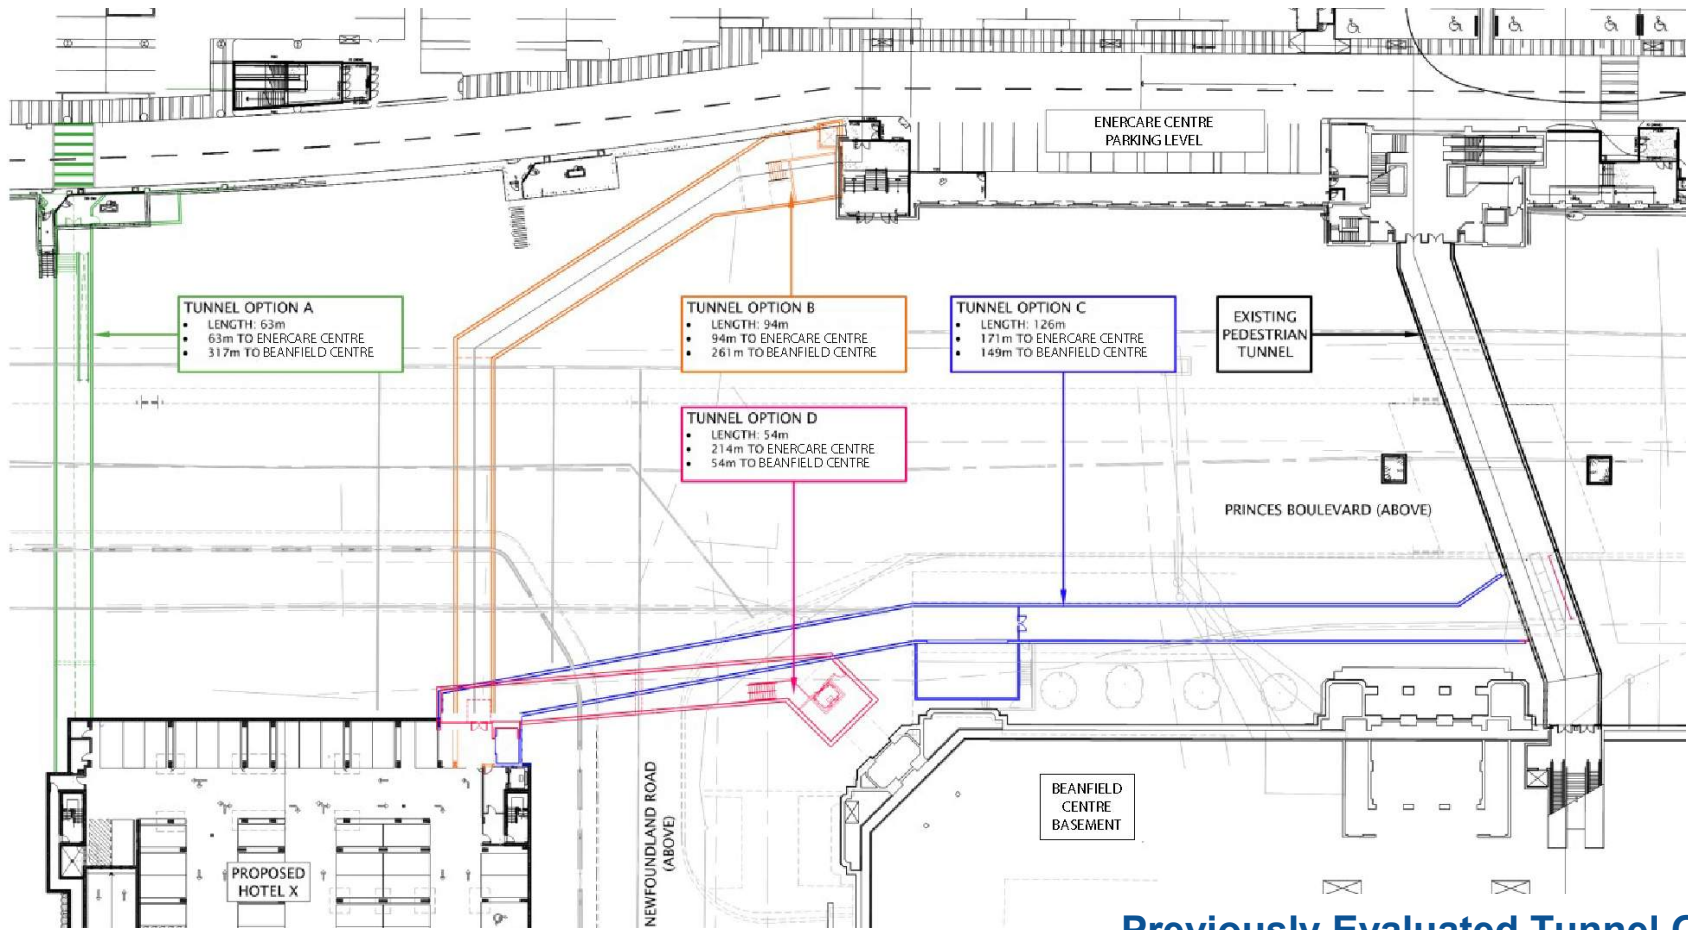 ENERCARE CENTRE
PARKING LEVEL
TUNNEL OPTION A
• LENGTH: 63m
• 63m TO ENERCARE CENTRE
• 317m TO BEANFIELD CENTRE
TUNNEL OPTION B
• LENGTH: 94m
• 94m TO ENERCARE CENTRE
• 261m TO BEANFIELD CENTRE
TUNNEL OPTION C
• LENGTH: 126m
• 171m TO ENERCARE CENTRE
• 149m TO BEANFIELD CENTRE
EXISTING
PEDESTRIAN
TUNNEL
TUNNEL OPTION D
• LENGTH: 54m
• 214m TO ENERCARE CENTRE
• 54m TO BEANFIELD CENTRE
PRINCES BOULEVARD (ABOVE)
NEWFOUNDLAND ROAD
(ABOVE)
BEANFIELD
CENTRE
BASEMENT
PROPOSED
HOTEL X
Previously Evaluated Tunnel